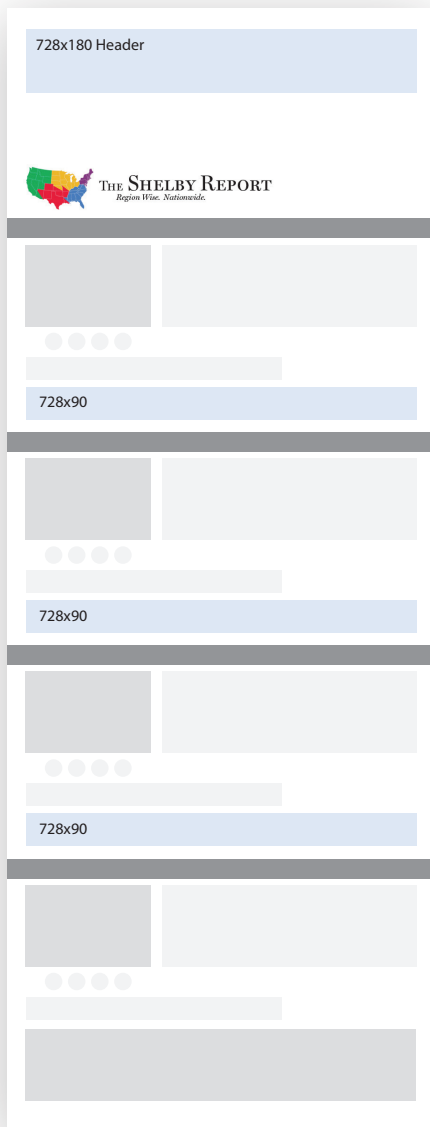 728x180 Header
THE SHELBY REPORT
Region Wise. Nationwide.
728x90
728x90
728x90